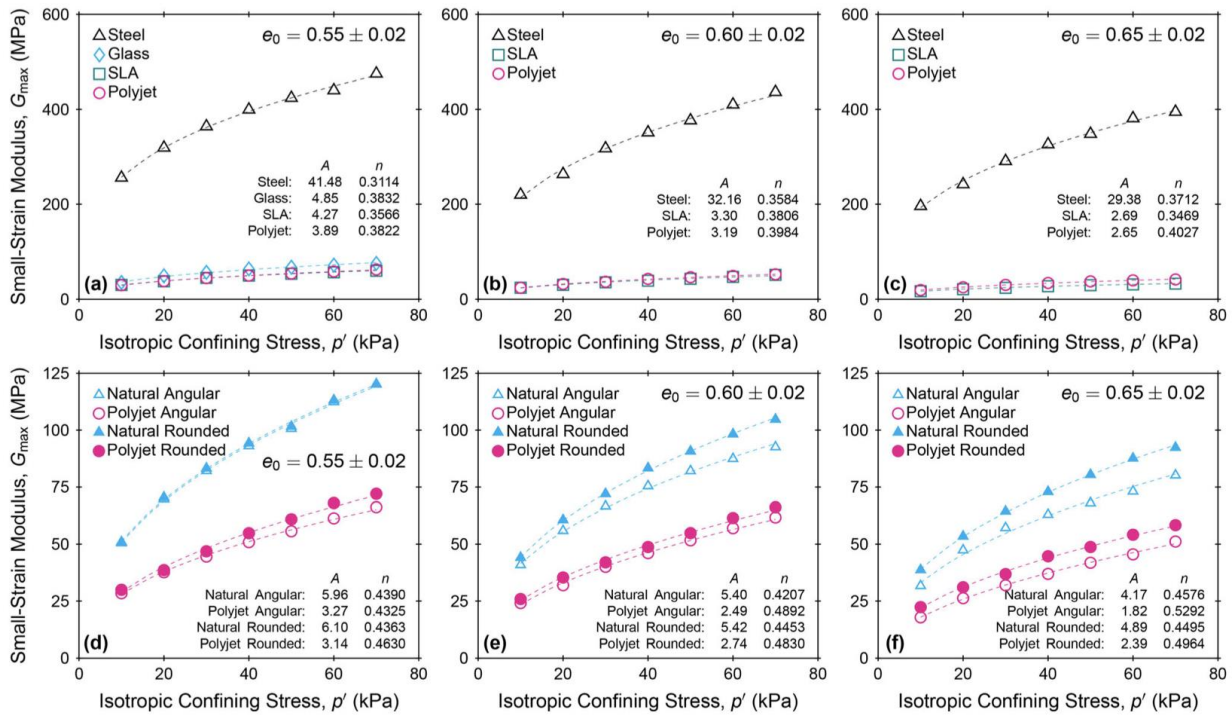 Small-Strain Modulus, Gmax (MPa)
600
400
200
0
Steel
Glass
SLA
Polyjet
e0 = 0.55 ± 0.02
A n
Steel: 41.48 0.3114
Glass: 4.85 0.3832
SLA: 4.27 0.3566
Polyjet: 3.89 0.3822
(a)
0 20 40 60 80
Isotropic Confining Stress, p′ (kPa)
600
400
200
0
Steel
SLA
Polyjet
e0 = 0.60 ± 0.02
A n
Steel: 32.16 0.3584
SLA: 3.30 0.3806
Polyjet: 3.19 0.3984
(b)
0 20 40 60 80
Isotropic Confining Stress, p′ (kPa)
600
400
200
0
Steel
SLA
Polyjet
e0 = 0.65 ± 0.02
A n
Steel: 29.38 0.3712
SLA: 2.69 0.3469
Polyjet: 2.65 0.4027
(c)
0 20 40 60 80
Isotropic Confining Stress, p′ (kPa)
Small-Strain Modulus, Gmax (MPa)
125
100
75
50
25
0
Natural Angular
Polyjet Angular
Natural Rounded
Polyjet Rounded
e0 = 0.55 ± 0.02
A n
Natural Angular: 5.96 0.4390
Polyjet Angular: 3.27 0.4325
Natural Rounded: 6.10 0.4363
Polyjet Rounded: 3.14 0.4630
(d)
0 20 40 60 80
Isotropic Confining Stress, p′ (kPa)
125
100
75
50
25
0
Natural Angular
Polyjet Angular
Natural Rounded
Polyjet Rounded
e0 = 0.60 ± 0.02
A n
Natural Angular: 5.40 0.4207
Polyjet Angular: 2.49 0.4892
Natural Rounded: 5.42 0.4453
Polyjet Rounded: 2.74 0.4830
(e)
0 20 40 60 80
Isotropic Confining Stress, p′ (kPa)
125
100
75
50
25
0
Natural Angular
Polyjet Angular
Natural Rounded
Polyjet Rounded
e0 = 0.65 ± 0.02
A n
Natural Angular: 4.17 0.4576
Polyjet Angular: 1.82 0.5292
Natural Rounded: 4.89 0.4495
Polyjet Rounded: 2.39 0.4964
(f)
0 20 40 60 80
Isotropic Confining Stress, p′ (kPa)